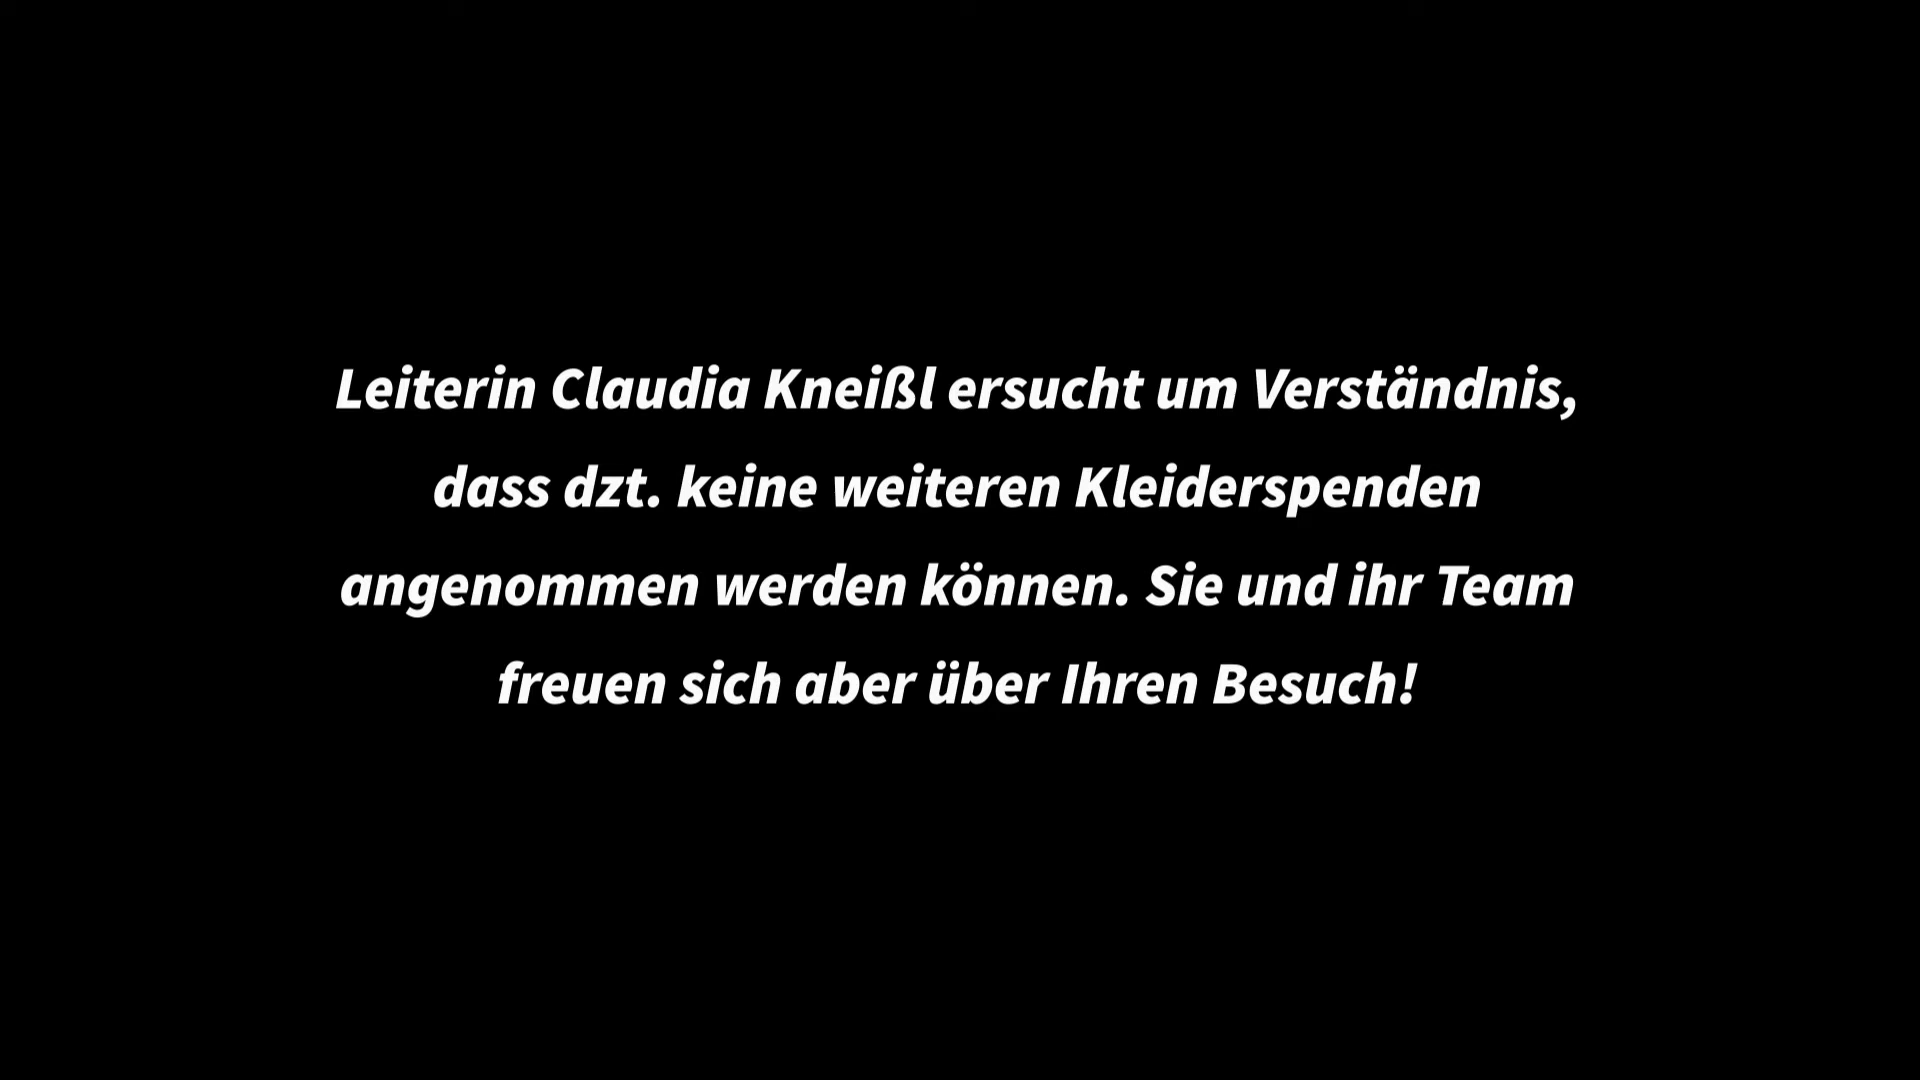 Leiterin Claudia Kneißl ersucht um Verständnis,
dass dzt. keine weiteren Kleiderspenden
angenommen werden können. Sie und ihr Team
freuen sich aber über Ihren Besuch!